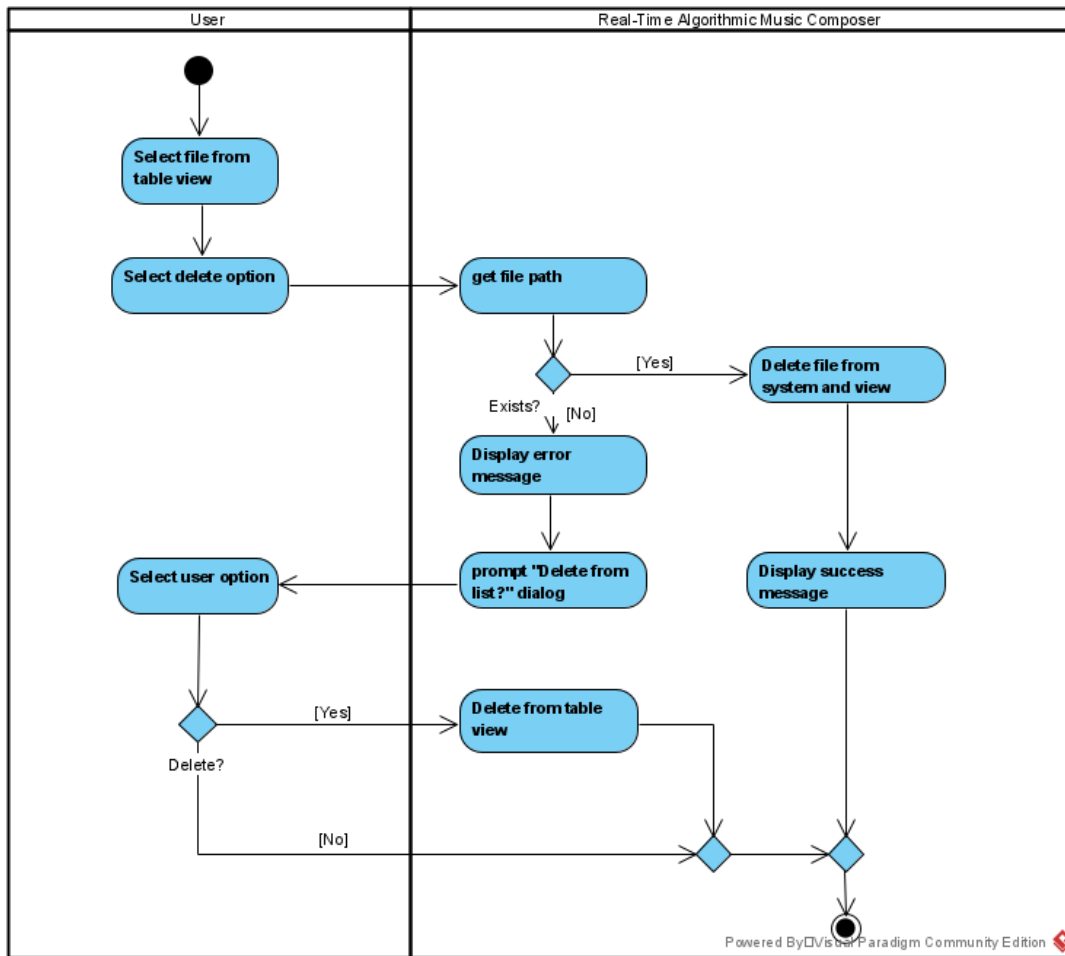 User
Real-Time Algorithmic Music Composer
Select file from
table view
Select delete option
get file path
[Yes]
Delete file from
system and view
Exists?
[No]
Display error
message
Select user option
prompt "Delete from
list?" dialog
Display success
message
[Yes]
Delete from table
view
Delete?
[No]
Powered By□Visual Paradigm Community Edition